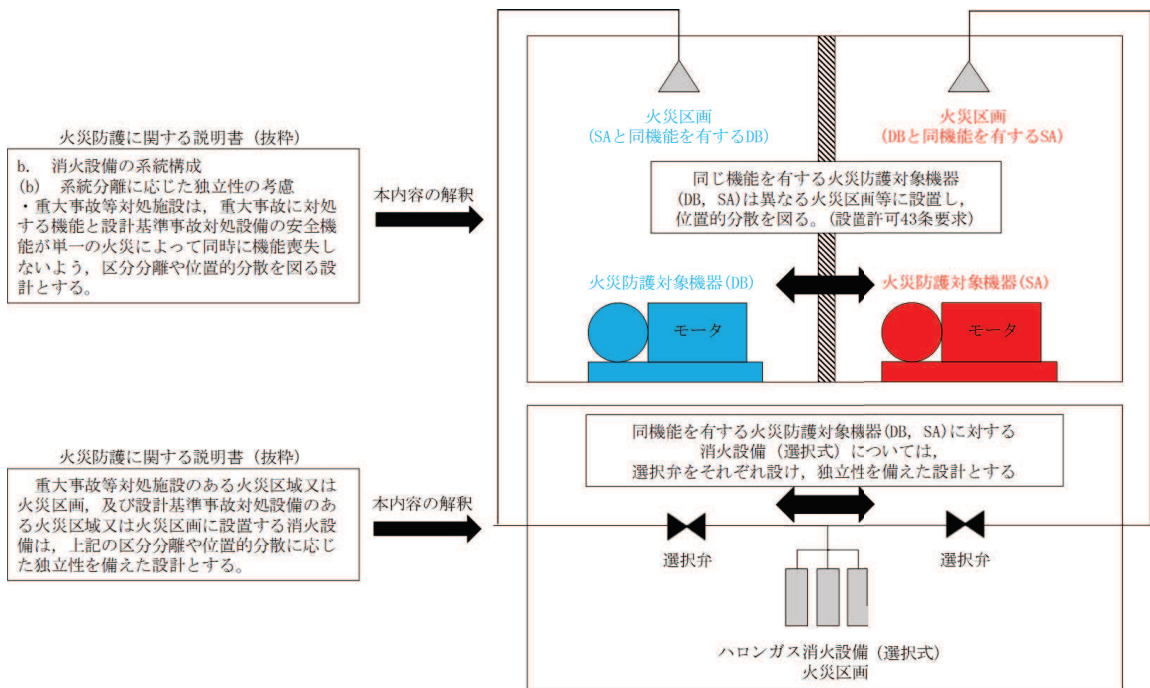 火災防護に関する説明書（抜粋）
b.　消火設備の系統構成
(b)　系統分離に応じた独立性の考慮
・重大事故等対処施設は，重大事故に対処
する機能と設計基準事故対処設備の安全機
能が単一の火災によって同時に機能喪失し
ないよう，区分分離や位置的分散を図る設
計とする。
本内容の解釈
火災区画
(SAと同機能を有するDB)
火災区画
(DBと同機能を有するSA)
同じ機能を有する火災防護対象機器
(DB, SA)は異なる火災区画等に設置し，
位置的分散を図る。(設置許可43条要求)
火災防護対象機器(DB)
火災防護対象機器(SA)
モータ
モータ
火災防護に関する説明書（抜粋）
重大事故等対処施設のある火災区域又は
火災区画，及び設計基準事故対処設備のあ
る火災区域又は火災区画に設置する消火設
備は，上記の区分分離や位置的分散に応じ
た独立性を備えた設計とする。
本内容の解釈
同機能を有する火災防護対象機器(DB, SA)に対する
消火設備（選択式）については，
選択弁をそれぞれ設け，独立性を備えた設計とする
選択弁
選択弁
ハロンガス消火設備（選択式）
火災区画